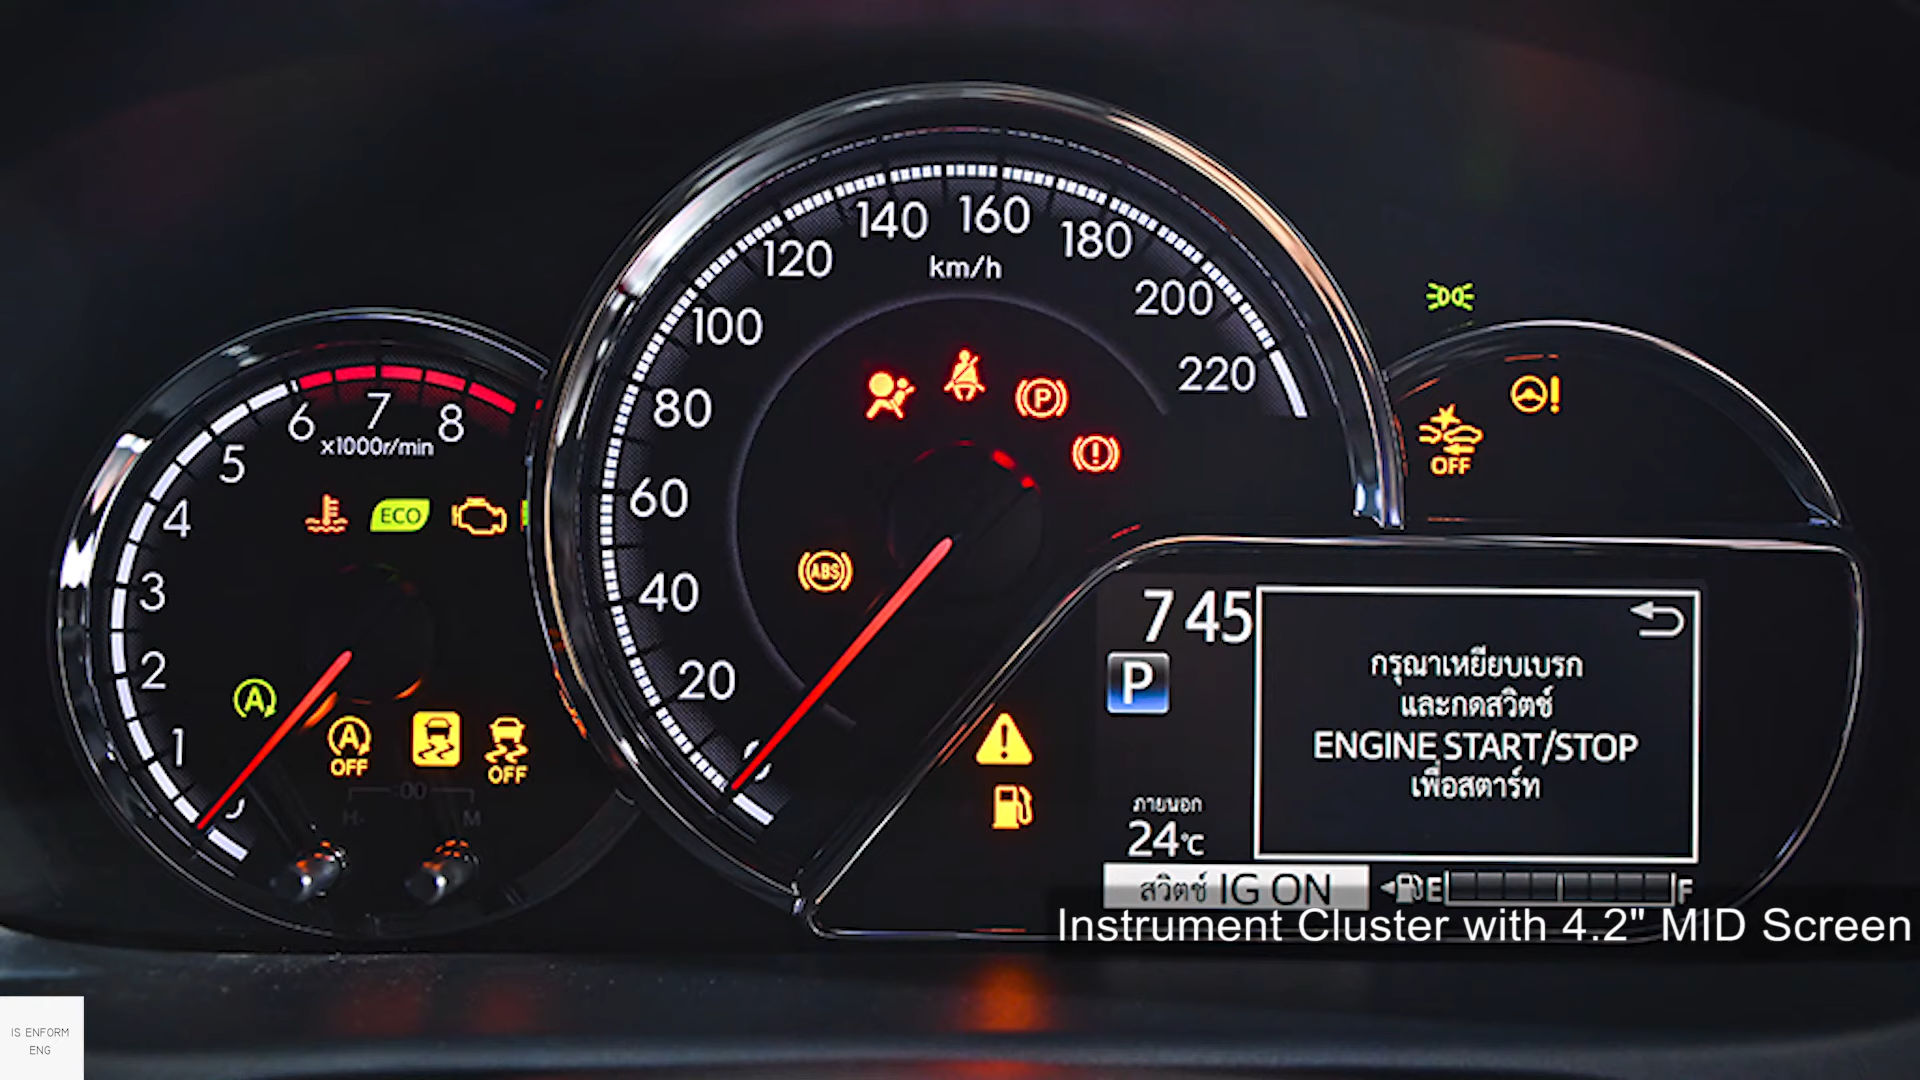 140
160
120
180
km/h
200
100
220
80
6
7
8
x1000r/min
5
P
!
OFF
4
ECO
60
ABS
3
40
7 45
2
20
P
A
กรุณาเหยียบเบรก
และกดสวิตช์
ENGINE START/STOP
เพื่อสตาร์ท
1
A
OFF
OFF
!
ภายนอก
24°C
สวิตช์ IG ON
E
F
Instrument Cluster with 4.2" MID Screen
IS ENFORM
ENG